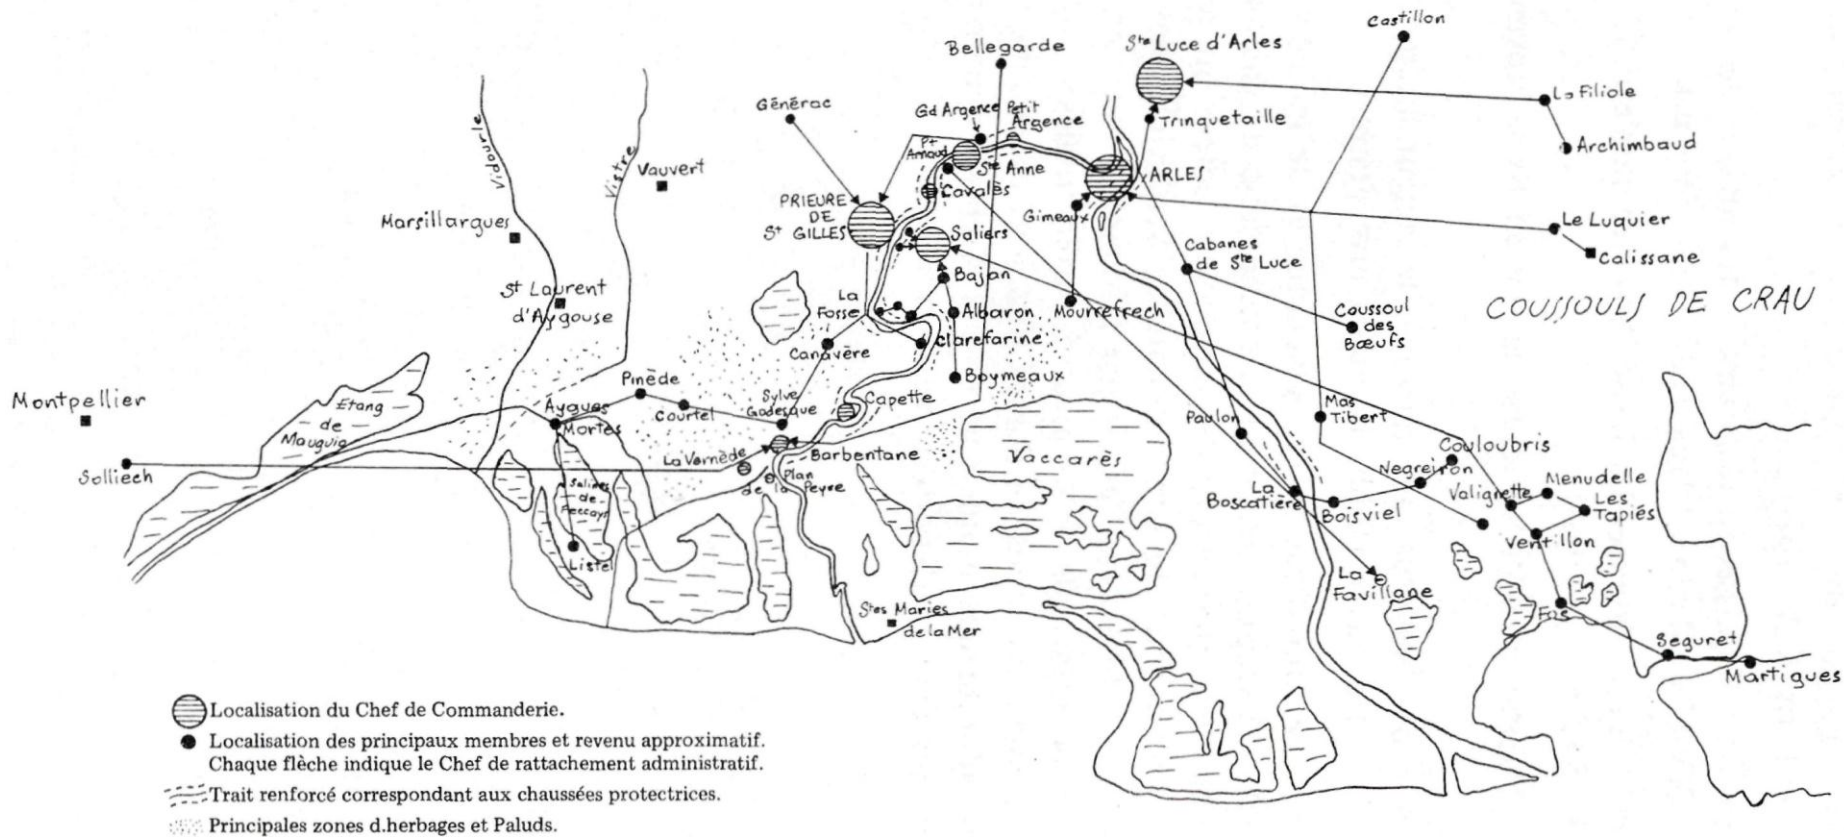 Castillon
Bellegarde
Ste Luce d'Arles
La Filiole
Générac
Gd Argence
Petit
Argence
Trinquetaille
Archimbaud
Vidourle
Vistre
Vauvert
Pt
Arnaud
Ste Anne
ARLES
Cavalès
Marsillargues
PRIEURE
DE
St GILLES
Gimeaux
Saliers
Le Luquier
Cabanes
de Ste Luce
Calissane
Bajan
St Laurent
d'Aygouse
La
Fosse
Albaron
Mourrefrech
Coussoul
des
Bœufs
COUSSOULS DE CRAU
Clarefarine
Canavère
Boymeaux
Montpellier
Etang
de
Mauguio
Pinède
Courtel
Sylve
Godesque
Capette
Aygues
Mortes
Mas
Tibert
Paulon
Barbentane
Vaccarès
Couloubris
Negreiron
Solliech
La Vernède
Plan
de la Peyre
Salines
de
Peccays
Menudelle
Valignette
Les
Tapiés
La
Boscatière
Boisviel
Ventillon
Listel
La
Favillane
Fos
Stes Maries
de la Mer
Seguret
Martigues
Localisation du Chef de Commanderie.
Localisation des principaux membres et revenu approximatif.
Chaque flèche indique le Chef de rattachement administratif.
Trait renforcé correspondant aux chaussées protectrices.
Principales zones d.herbages et Paluds.